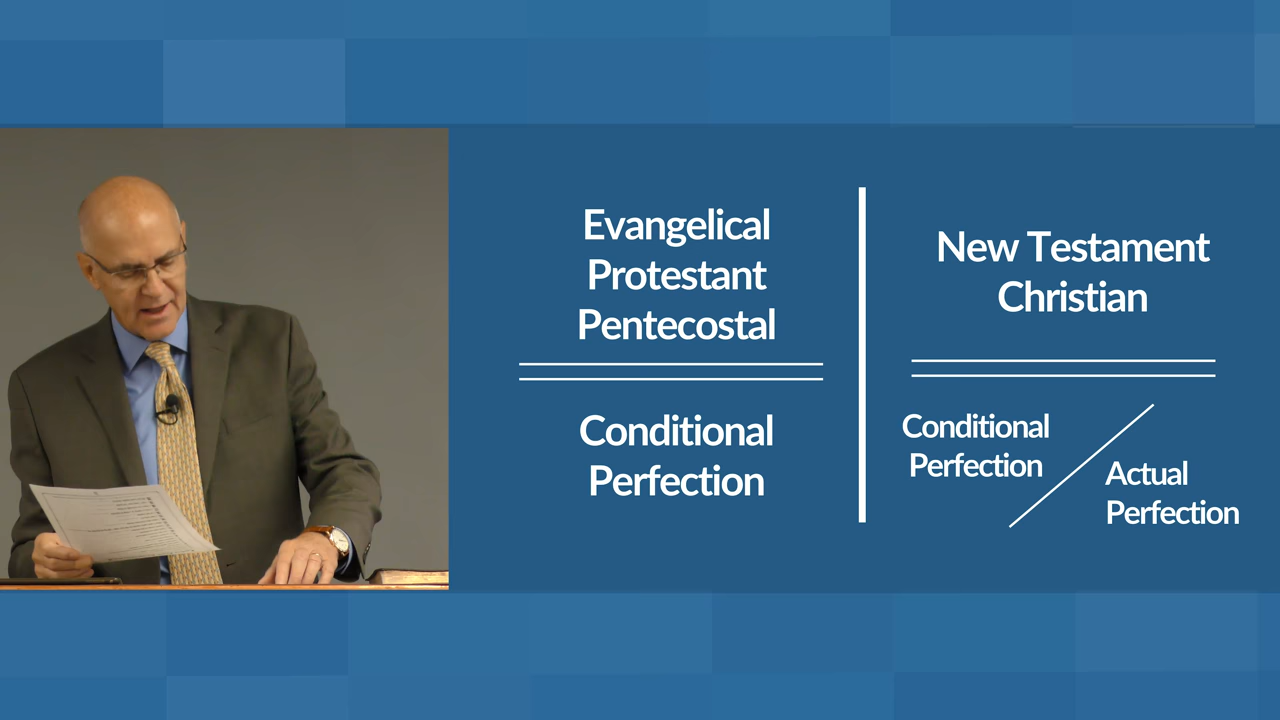 Evangelical
Protestant
Pentecostal
Conditional
Perfection
New Testament
Christian
Conditional
Perfection
Actual
Perfection